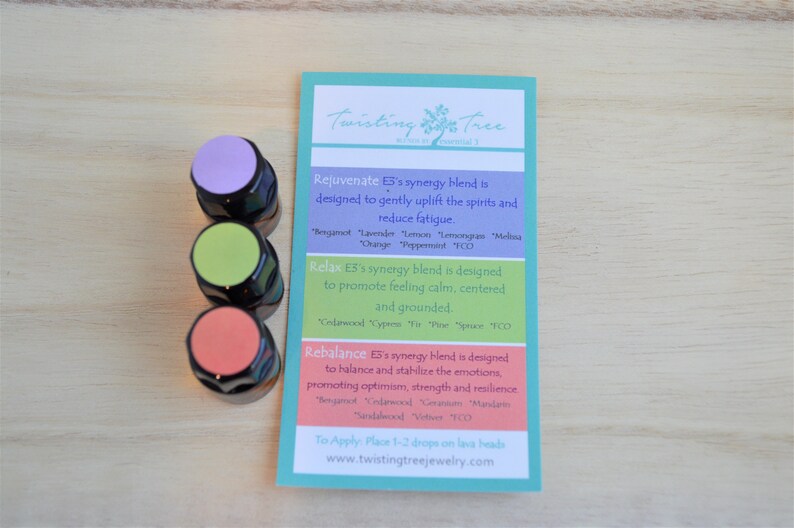 Twisting Tree
essential 3
Rejuvenate E3's synergy blend is
designed to gently uplift the spirits and
reduce fatigue.
*Bergamot *Lavender *Lemon *Lemongrass *Melissa
*Orange *Peppermint *FCO
Relax E3's synergy blend is designed
to promote feeling calm, centered
and grounded.
*Cedarwood *Cypress *Fir *Pine *Spruce *FCO
Rebalance E3's synergy blend is designed
to balance and stabilize the emotions,
promoting optimism, strength and resilience.
*Bergamot *Cedarwood *Geranium *Mandarin
*Sandalwood *Vetiver *FCO
To Apply: Place 1-2 drops on lava beads
www.twistingtreejewelry.com